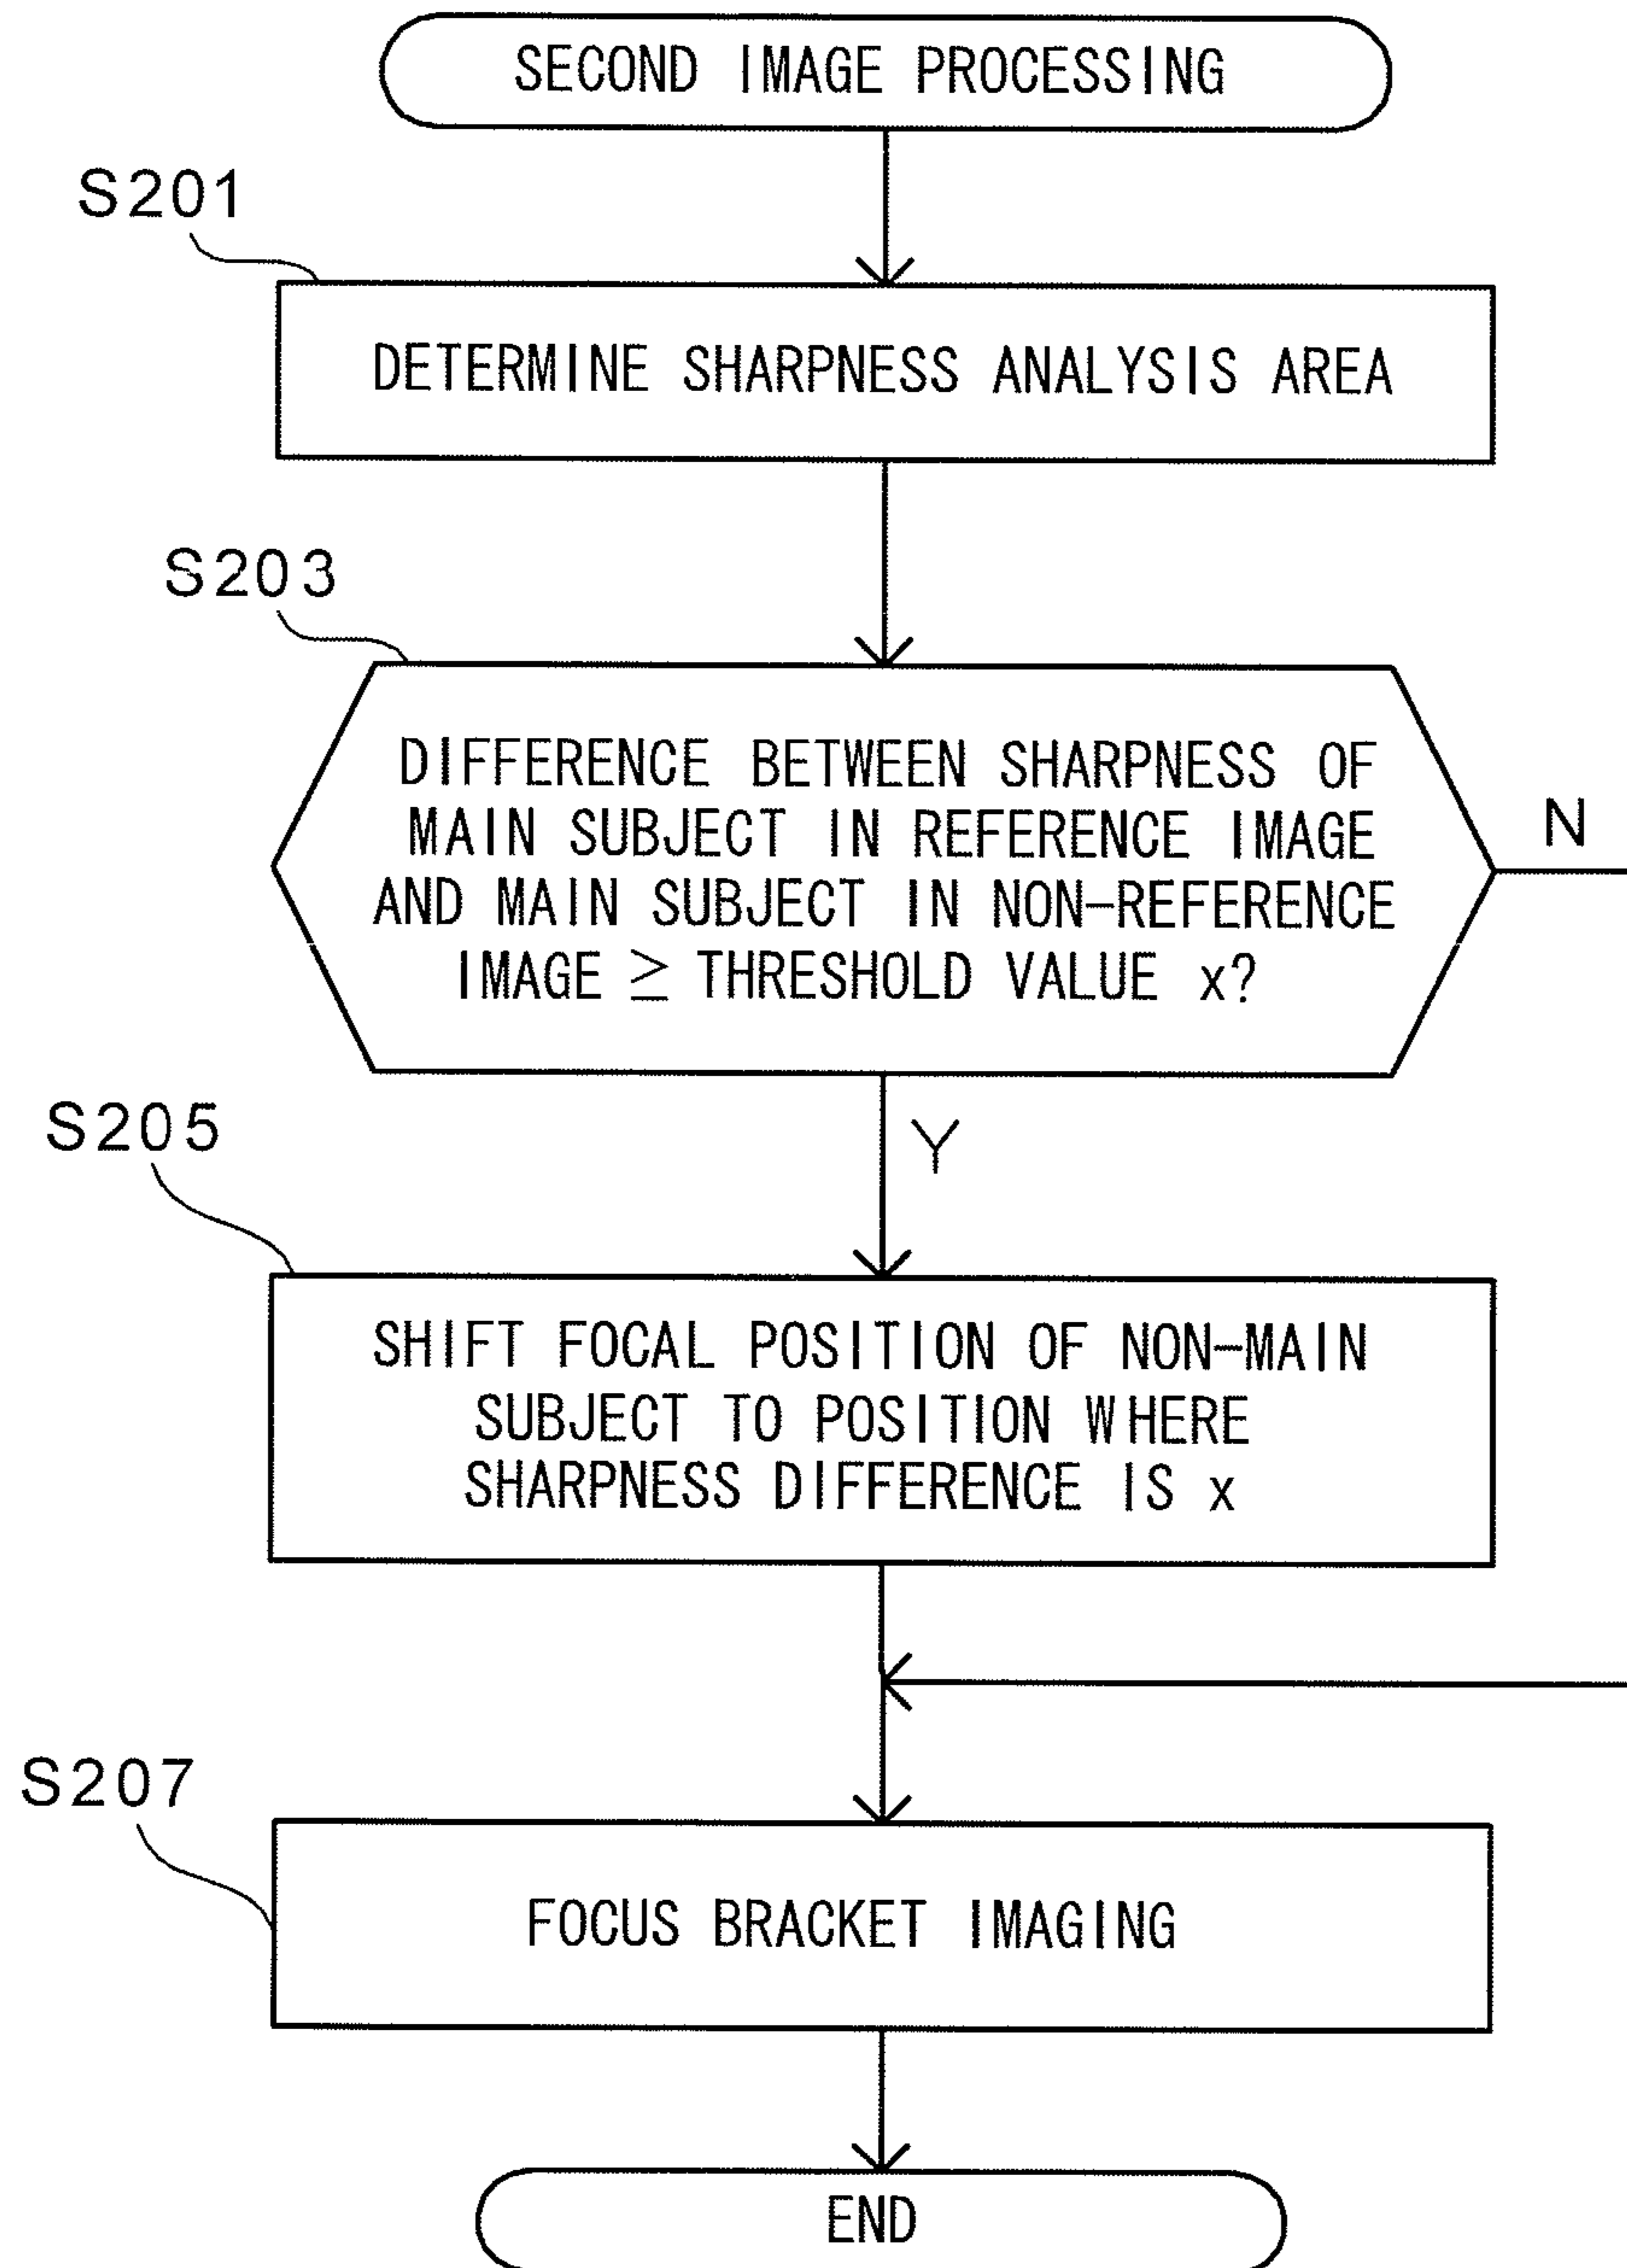 SECOND IMAGE PROCESSING
S201
DETERMINE SHARPNESS ANALYSIS AREA
S203
DIFFERENCE BETWEEN SHARPNESS OF
MAIN SUBJECT IN REFERENCE IMAGE
AND MAIN SUBJECT IN NON-REFERENCE
IMAGE ≥ THRESHOLD VALUE x?
N
Y
S205
SHIFT FOCAL POSITION OF NON-MAIN
SUBJECT TO POSITION WHERE
SHARPNESS DIFFERENCE IS x
S207
FOCUS BRACKET IMAGING
END